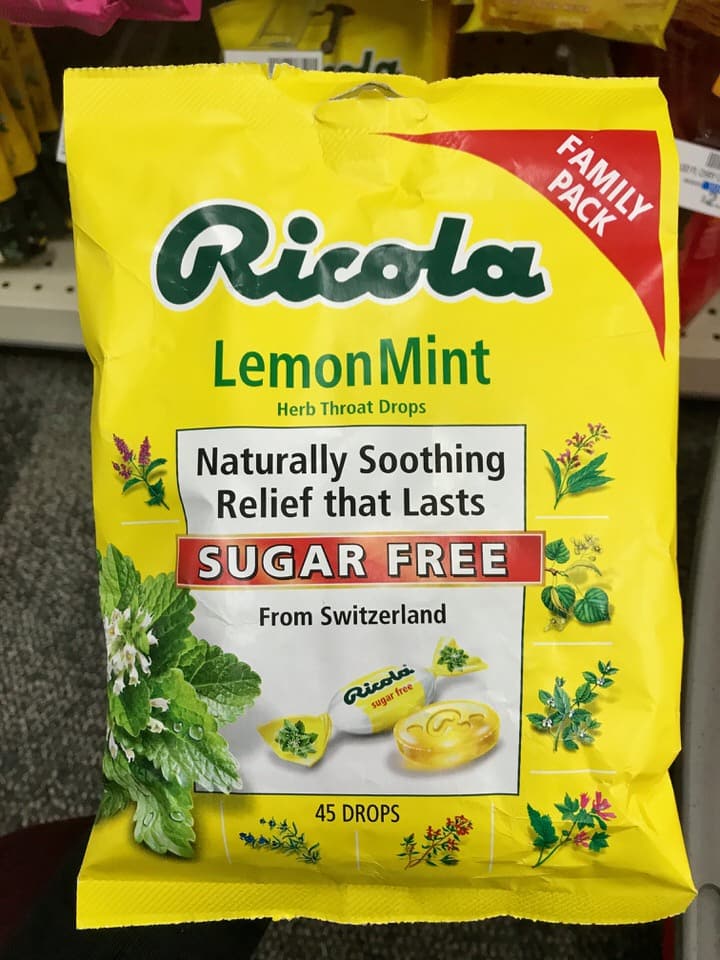 FAMILY
PACK
Ricola
LemonMint
Herb Throat Drops
Naturally Soothing
Relief that Lasts
SUGAR FREE
From Switzerland
Ricola
sugar free
45 DROPS